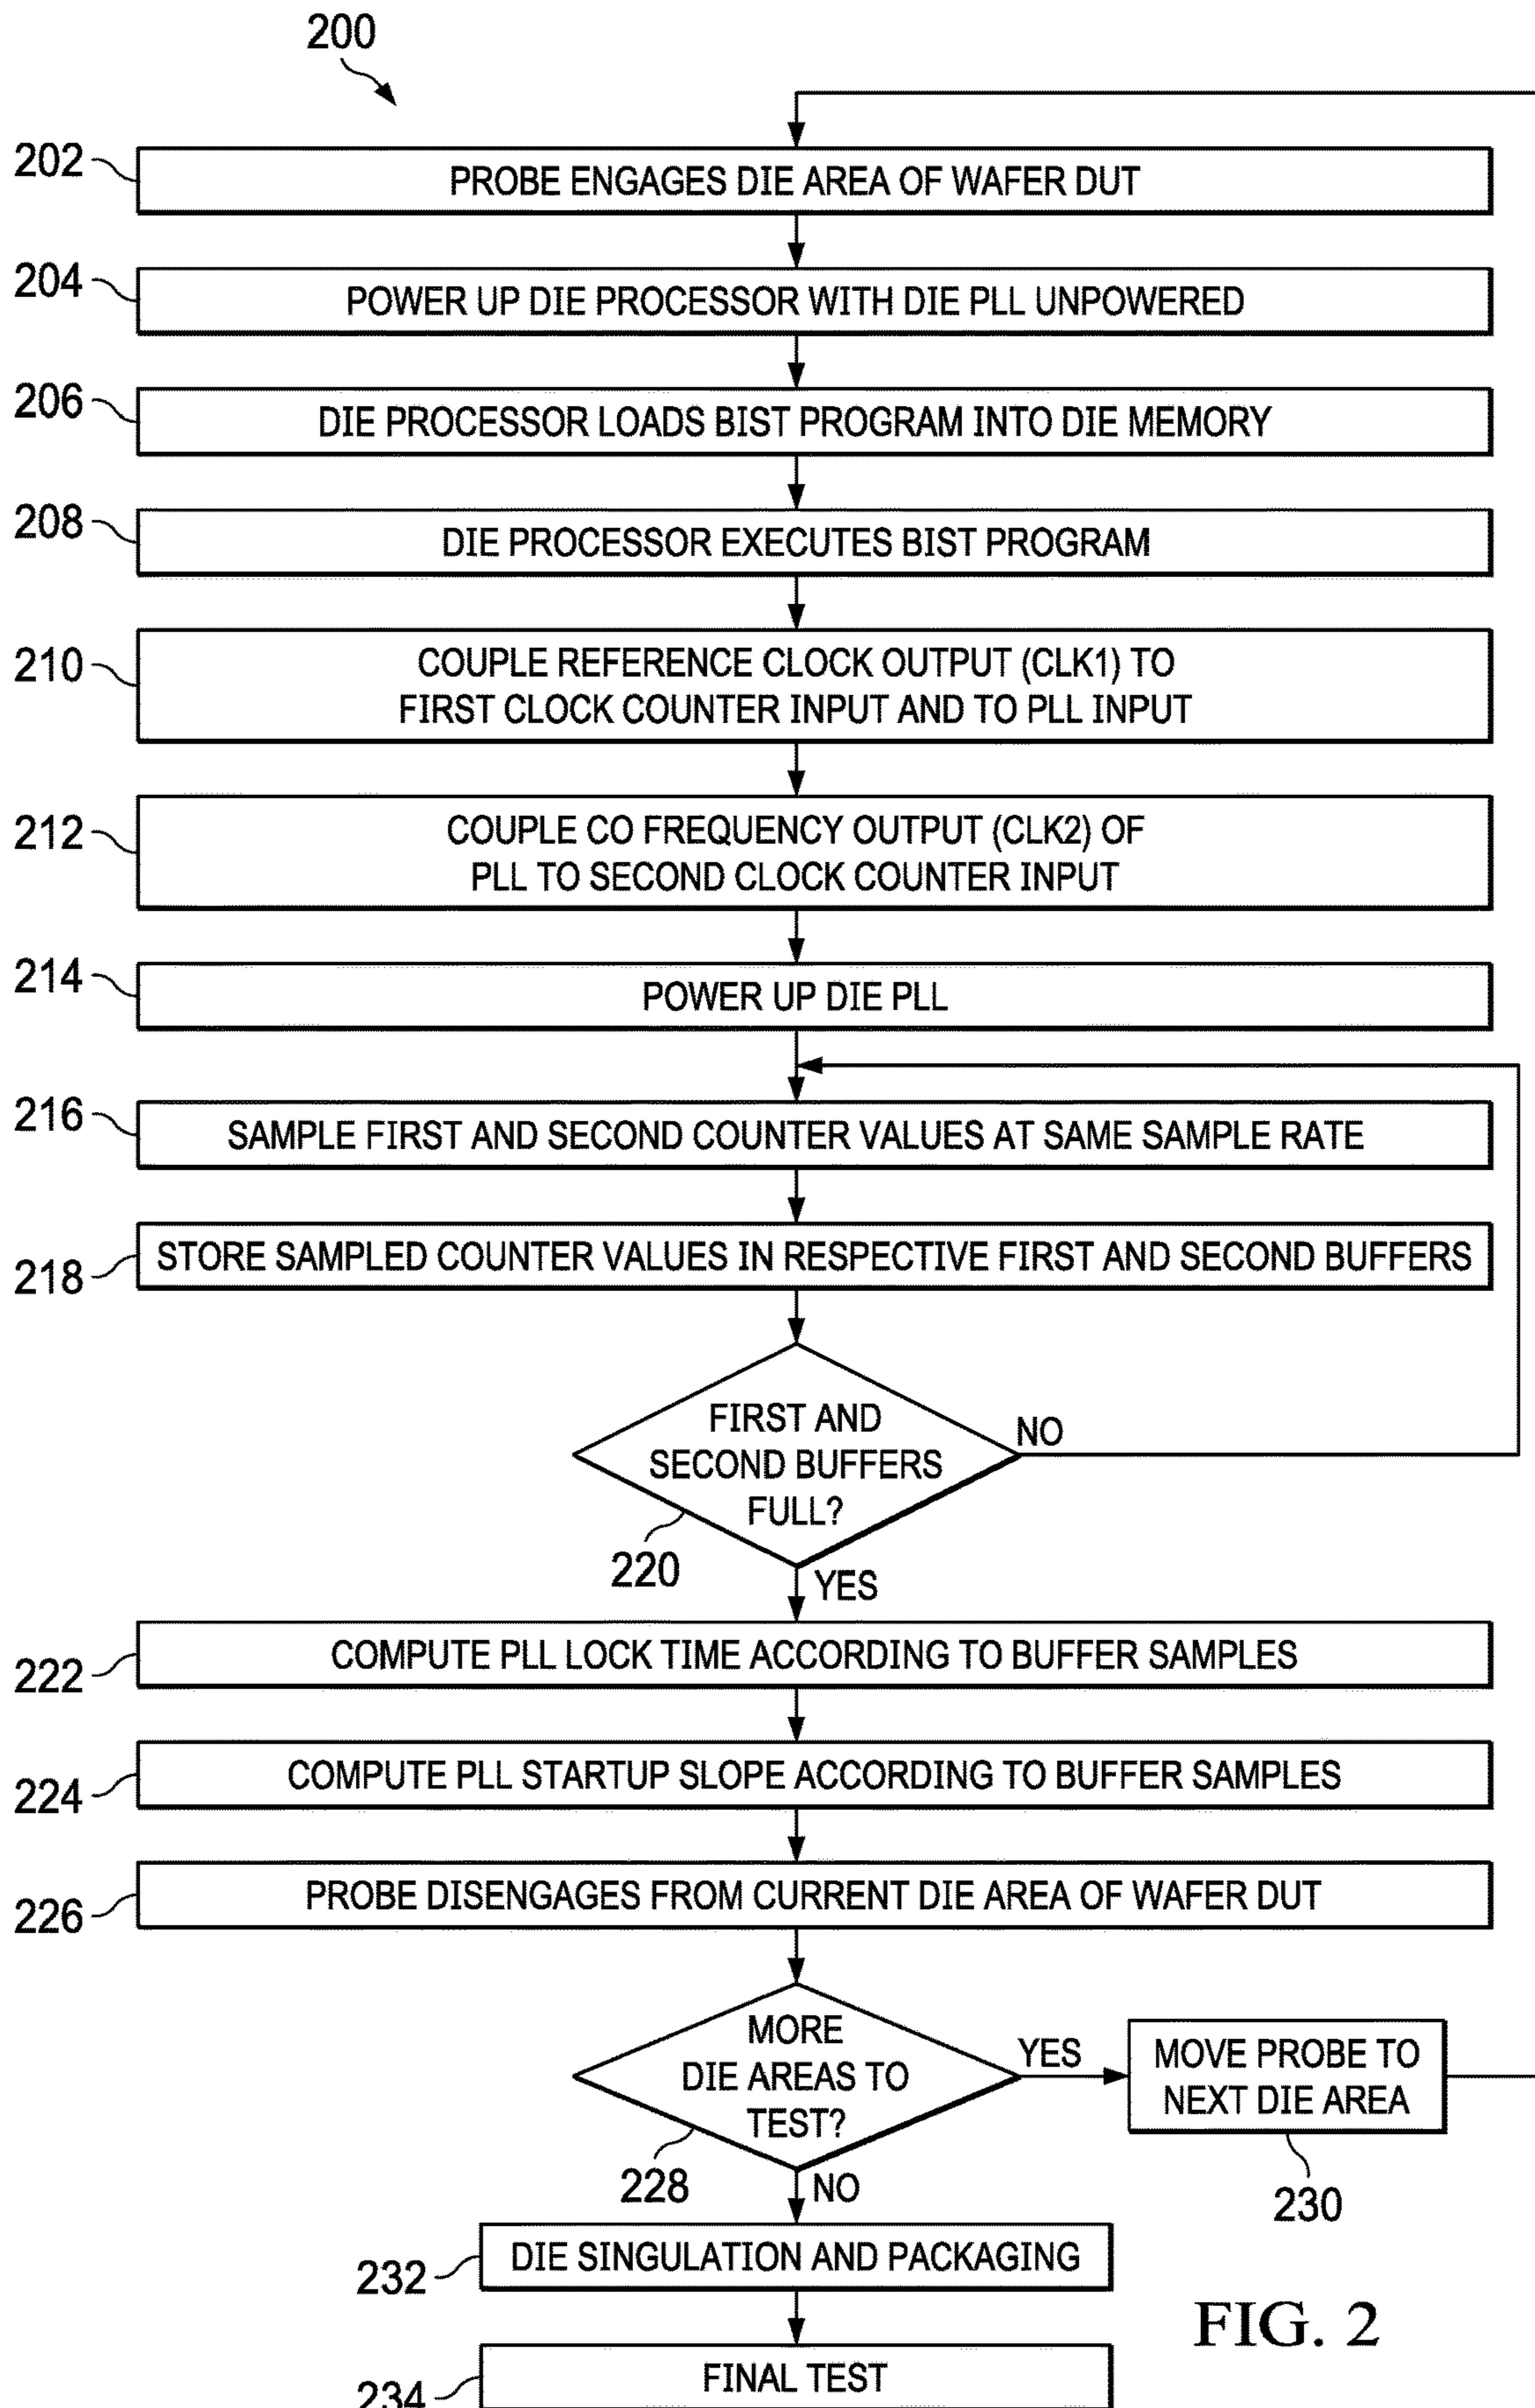 200
202
PROBE ENGAGES DIE AREA OF WAFER DUT
204
POWER UP DIE PROCESSOR WITH DIE PLL UNPOWERED
206
DIE PROCESSOR LOADS BIST PROGRAM INTO DIE MEMORY
208
DIE PROCESSOR EXECUTES BIST PROGRAM
210
COUPLE REFERENCE CLOCK OUTPUT (CLK1) TO
FIRST CLOCK COUNTER INPUT AND TO PLL INPUT
212
COUPLE CO FREQUENCY OUTPUT (CLK2) OF
PLL TO SECOND CLOCK COUNTER INPUT
214
POWER UP DIE PLL
216
SAMPLE FIRST AND SECOND COUNTER VALUES AT SAME SAMPLE RATE
218
STORE SAMPLED COUNTER VALUES IN RESPECTIVE FIRST AND SECOND BUFFERS
FIRST AND
SECOND BUFFERS
FULL?
NO
220
YES
222
COMPUTE PLL LOCK TIME ACCORDING TO BUFFER SAMPLES
224
COMPUTE PLL STARTUP SLOPE ACCORDING TO BUFFER SAMPLES
226
PROBE DISENGAGES FROM CURRENT DIE AREA OF WAFER DUT
MORE
DIE AREAS TO
TEST?
YES
MOVE PROBE TO
NEXT DIE AREA
228
NO
230
232
DIE SINGULATION AND PACKAGING
234
FINAL TEST
FIG. 2